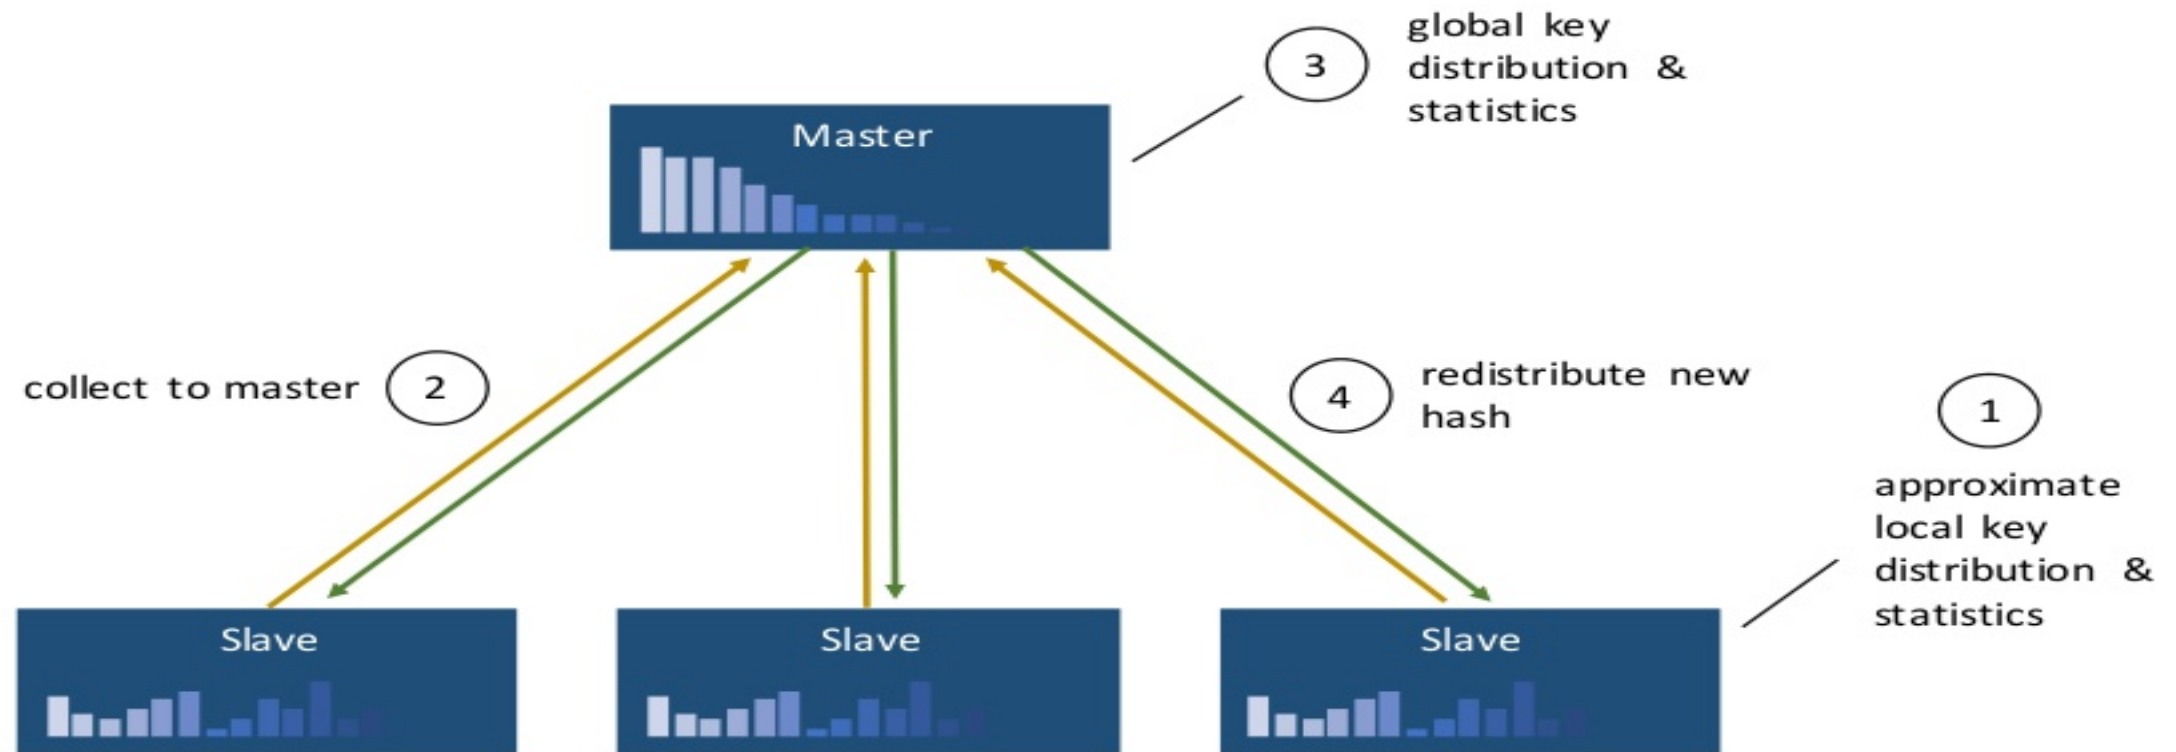 3
global key
distribution &
statistics
Master
collect to master
2
4
redistribute new
hash
1
approximate
local key
distribution &
statistics
Slave
Slave
Slave